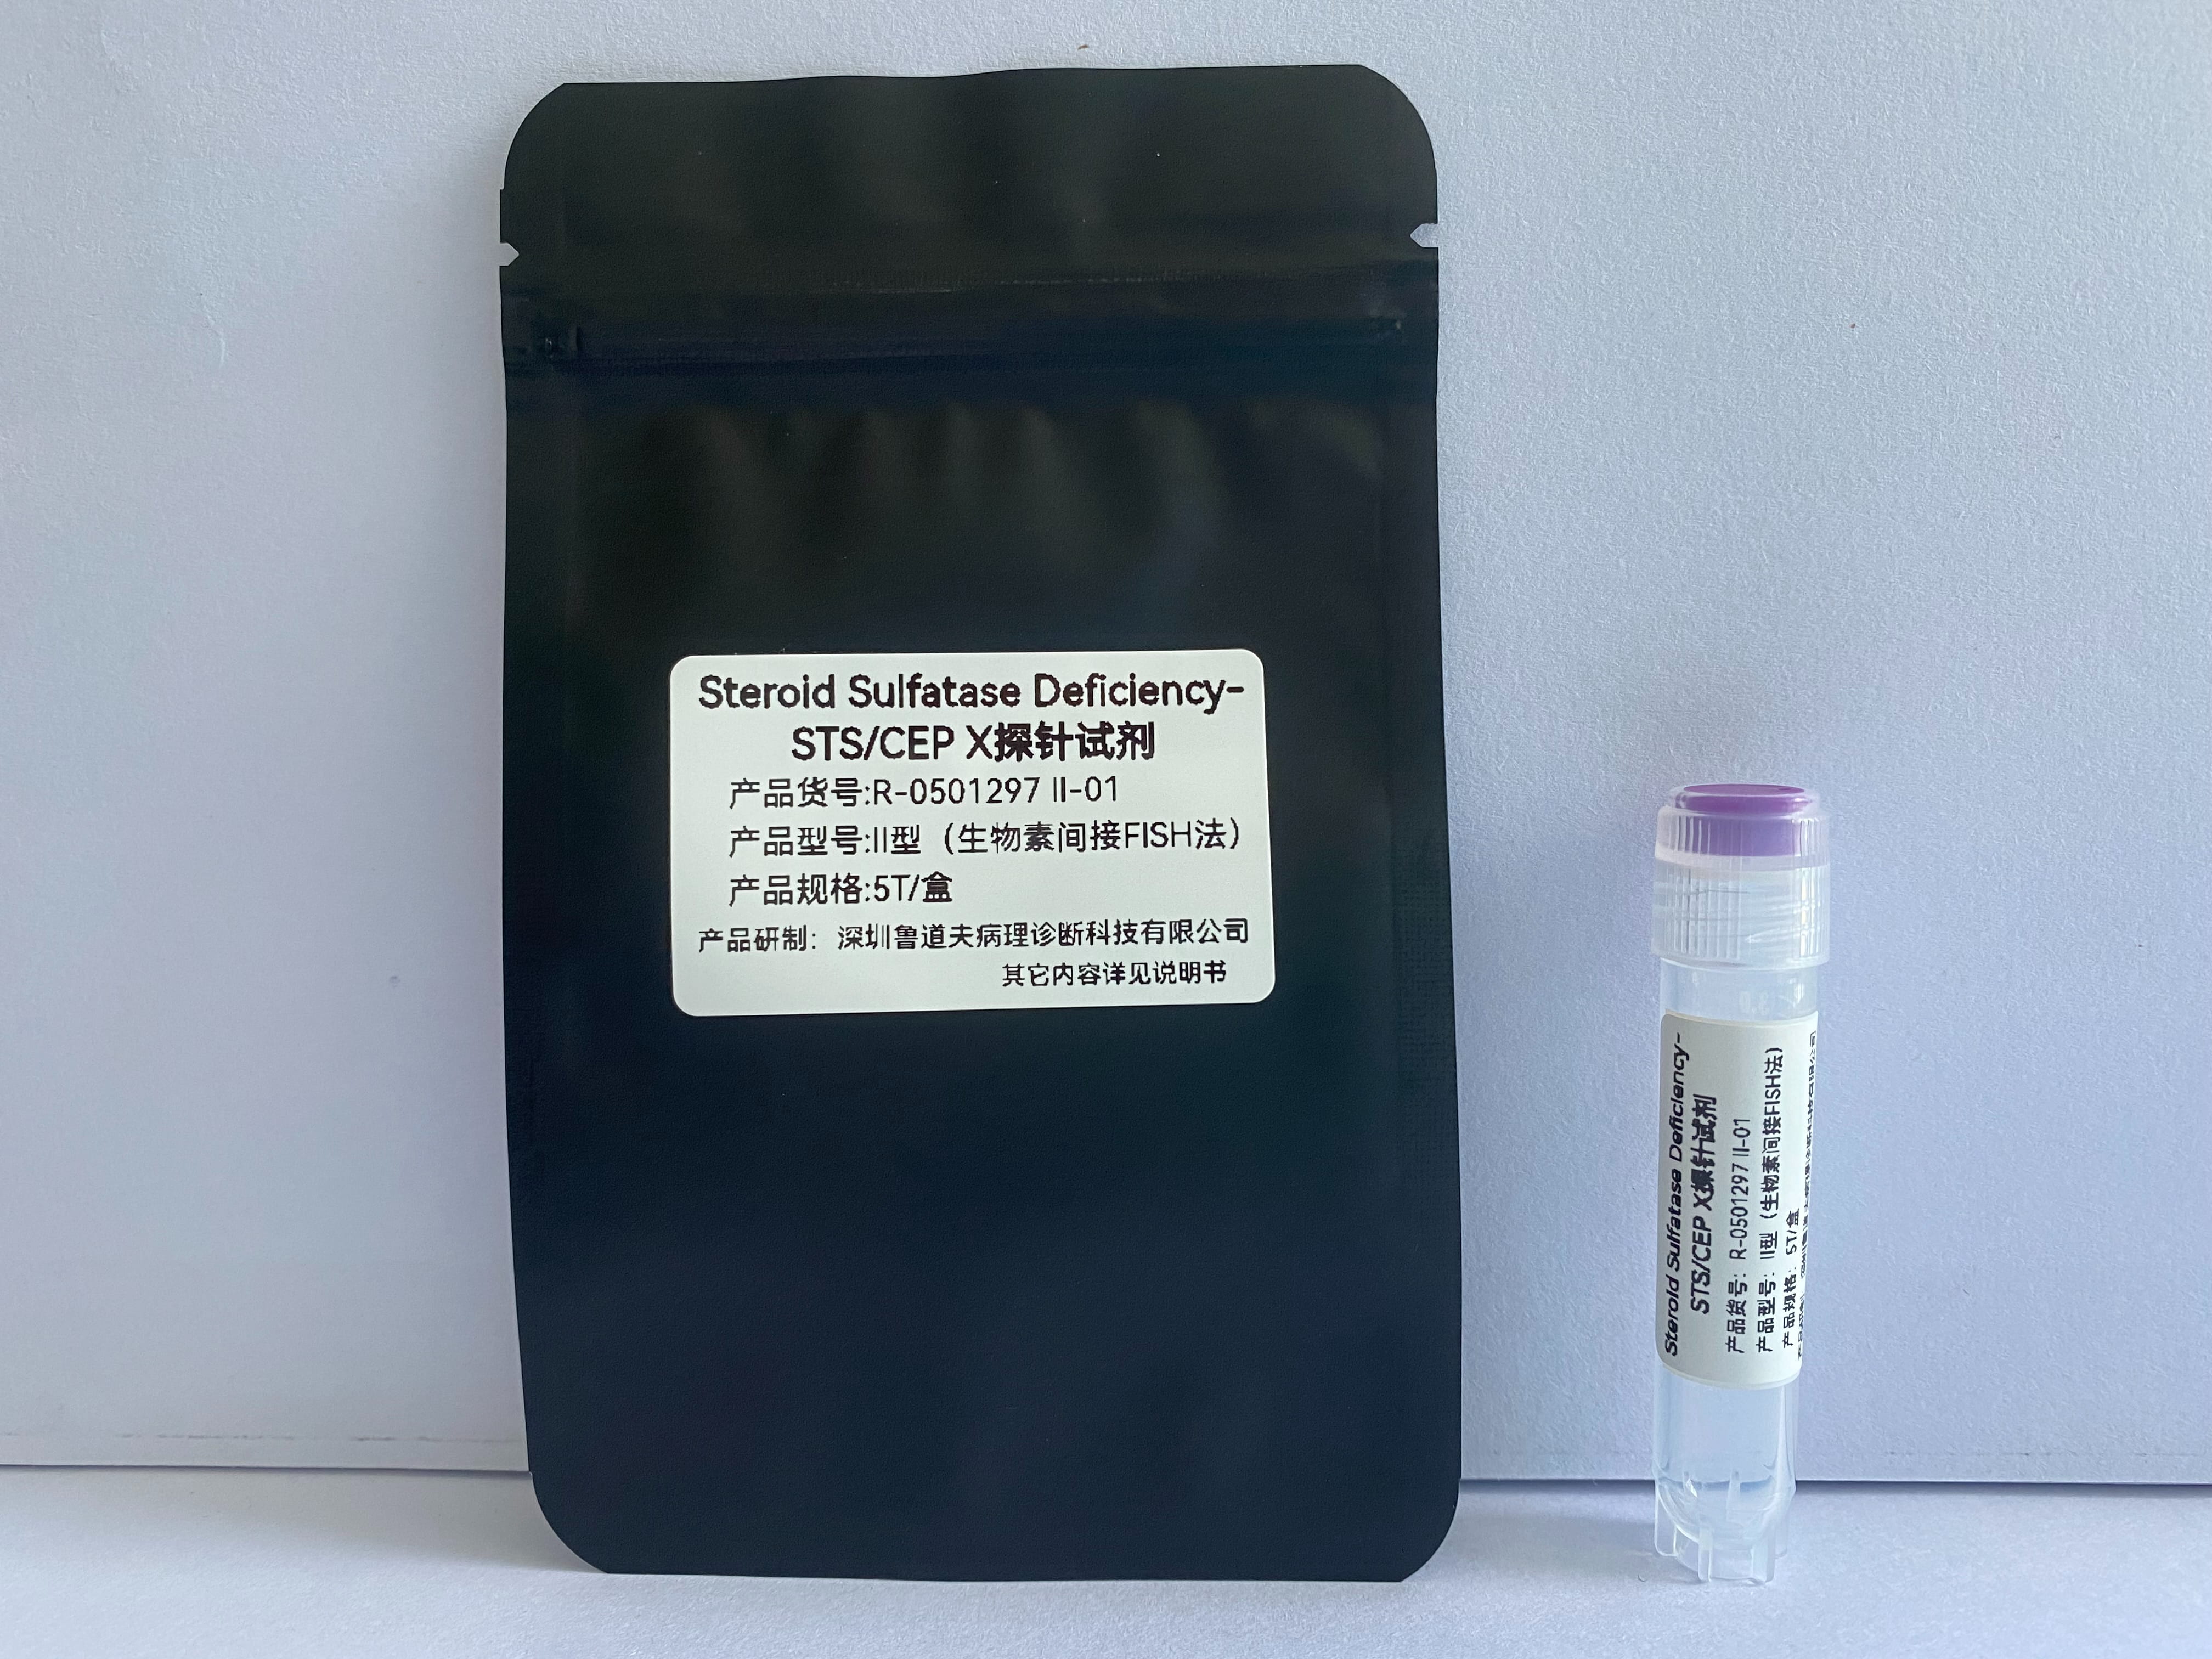 Steroid Sulfatase Deficiency-
STS/CEP X探针试剂
产品货号:R-0501297 II-01
产品型号:II型（生物素间接FISH法）
产品规格:5T/盒
产品研制： 深圳鲁道夫病理诊断科技有限公司
其它内容详见说明书
Steroid Sulfatase Deficiency-
STS/CEP X探针试剂
产品货号：R-0501297 II-01
产品型号：II型（生物素间接FISH法）
产品规格：5T/盒